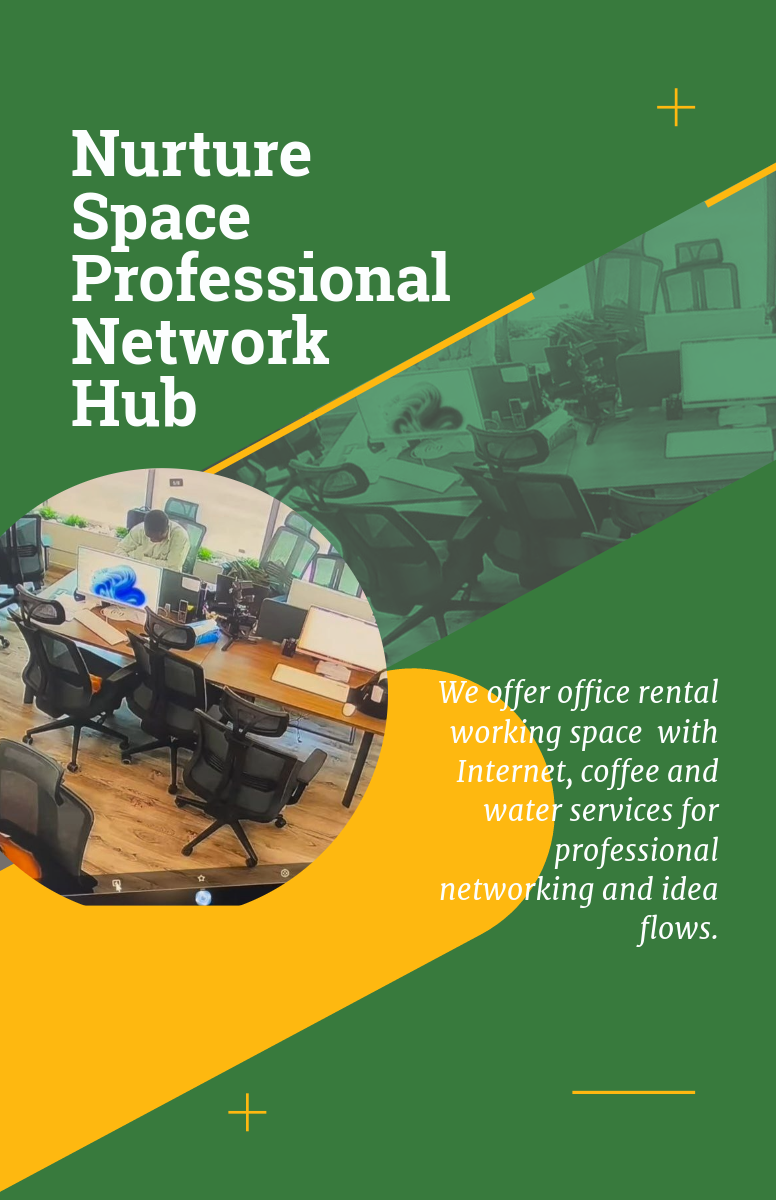 Nurture
Space
Professional
Network
Hub
We offer office rental
working space  with
Internet, coffee and
water services for
professional
networking and idea
flows.